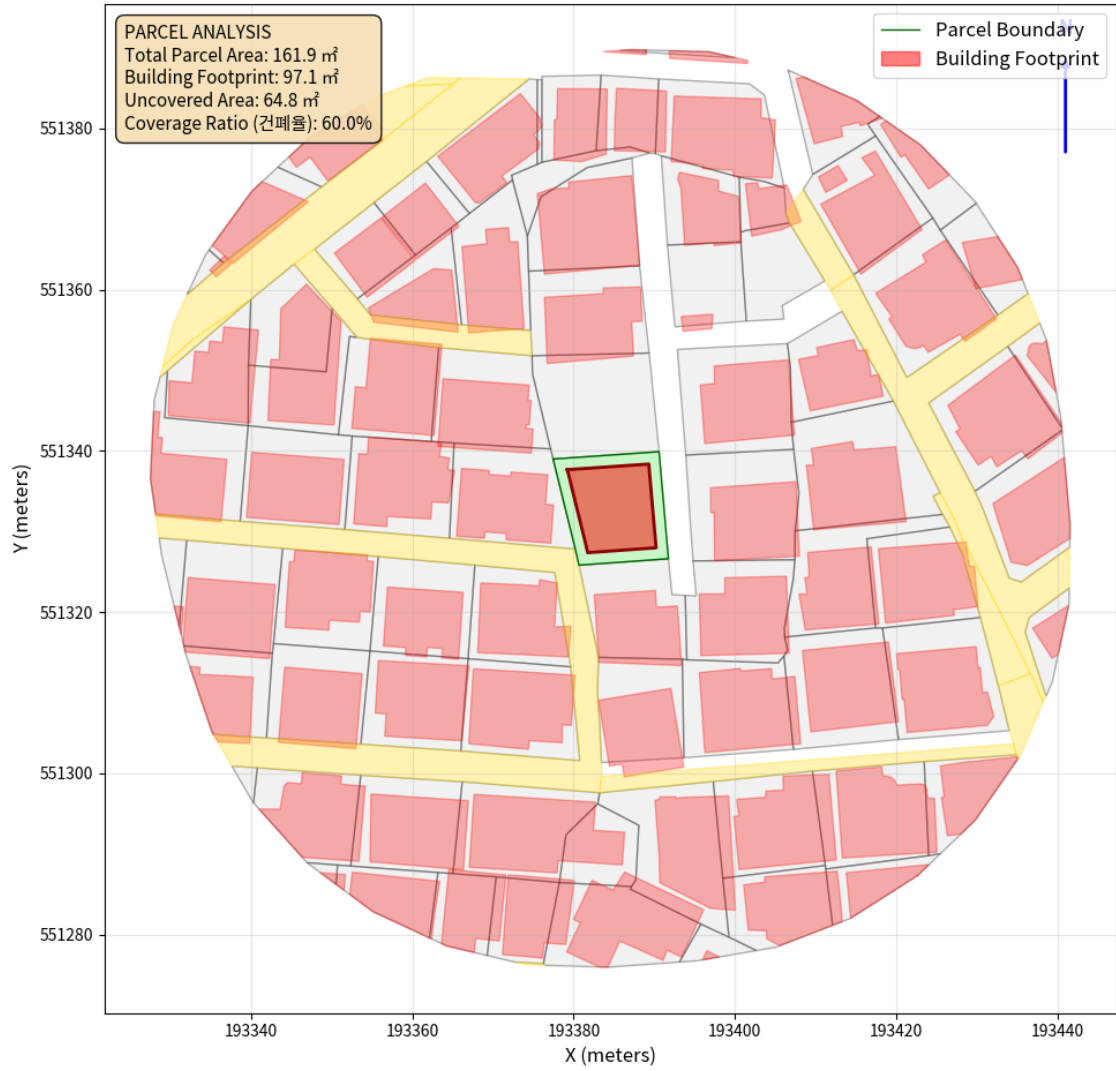 PARCEL ANALYSIS
Total Parcel Area: 161.9 ㎡
Building Footprint: 97.1 ㎡
Uncovered Area: 64.8 ㎡
Coverage Ratio (건폐율): 60.0%
Parcel Boundary
Building Footprint
N
551380
551360
551340
551320
551300
551280
Y (meters)
193340
193360
193380
193400
193420
193440
X (meters)